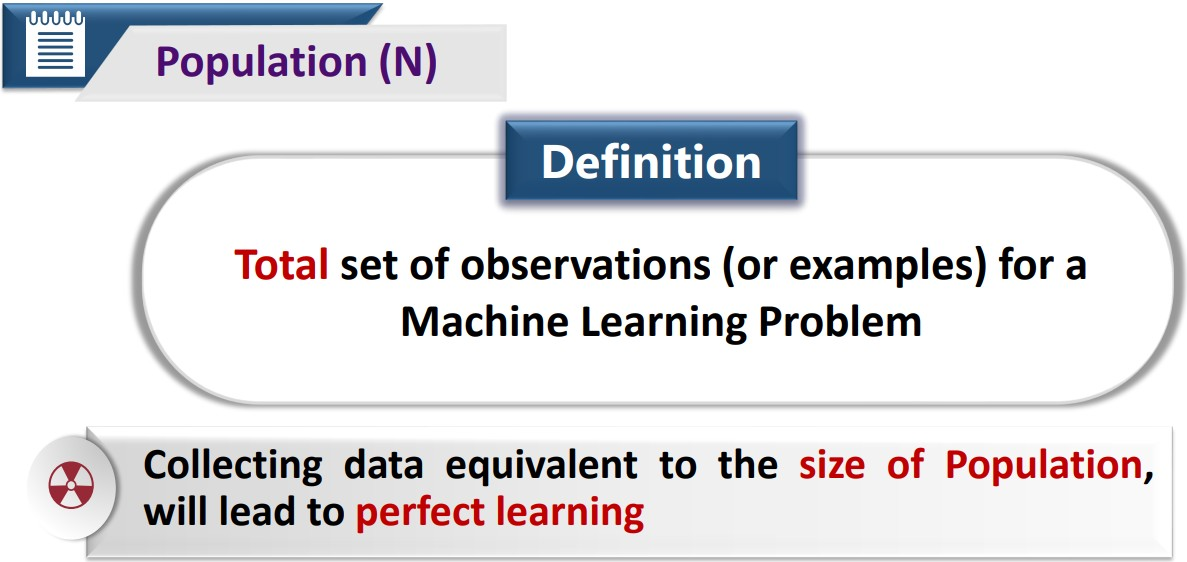 Population (N)
Definition
Total set of observations (or examples) for a
Machine Learning Problem
Collecting data equivalent to the size of Population,
will lead to perfect learning